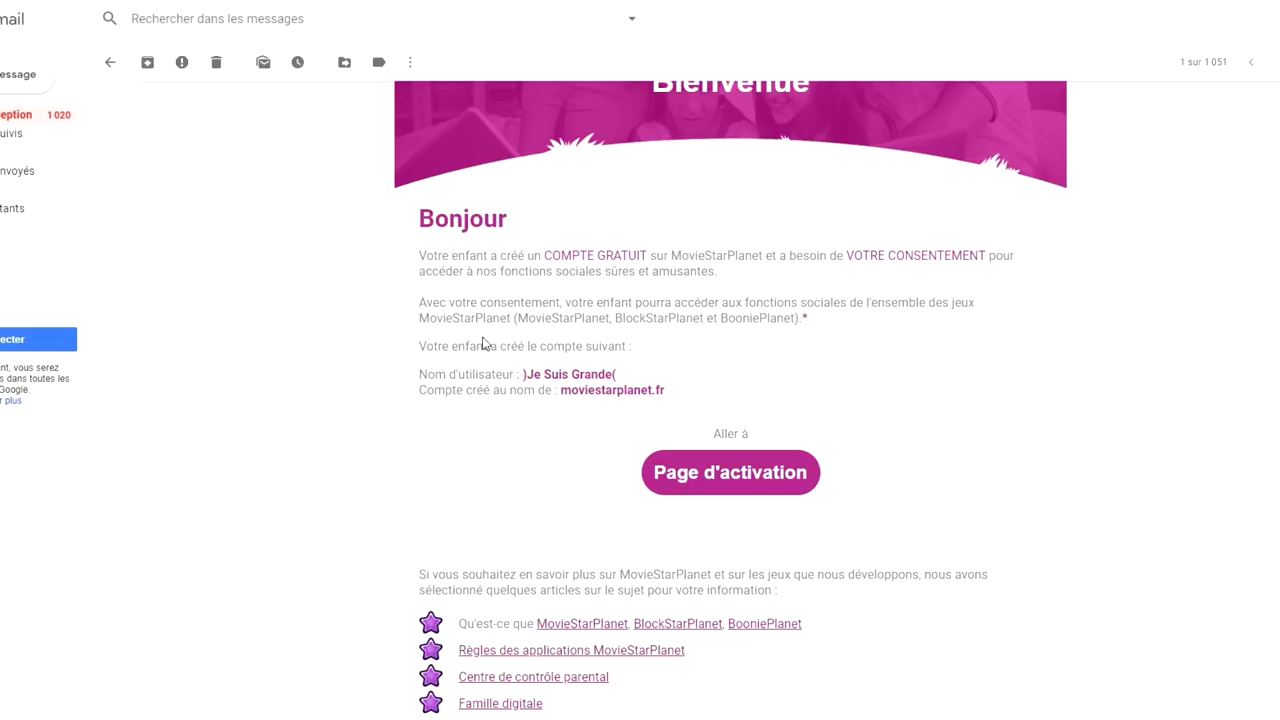 mail
Rechercher dans les messages
essage
1 sur 1 051
eption 1 020
uivis
nvoyés
tants
ecter
nt, vous serez
s dans toutes les
Google.
r plus
Bienvenue
Bonjour
Votre enfant a créé un COMPTE GRATUIT sur MovieStarPlanet et a besoin de VOTRE CONSENTEMENT pour
accéder à nos fonctions sociales sûres et amusantes.
Avec votre consentement, votre enfant pourra accéder aux fonctions sociales de l'ensemble des jeux
MovieStarPlanet (MovieStarPlanet, BlockStarPlanet et BooniePlanet).*
Votre enfant a créé le compte suivant :
Nom d'utilisateur : )Je Suis Grande(
Compte créé au nom de : moviestarplanet.fr
Aller à
Page d'activation
Si vous souhaitez en savoir plus sur MovieStarPlanet et sur les jeux que nous développons, nous avons
sélectionné quelques articles sur le sujet pour votre information :
Qu'est-ce que MovieStarPlanet, BlockStarPlanet, BooniePlanet
Règles des applications MovieStarPlanet
Centre de contrôle parental
Famille digitale